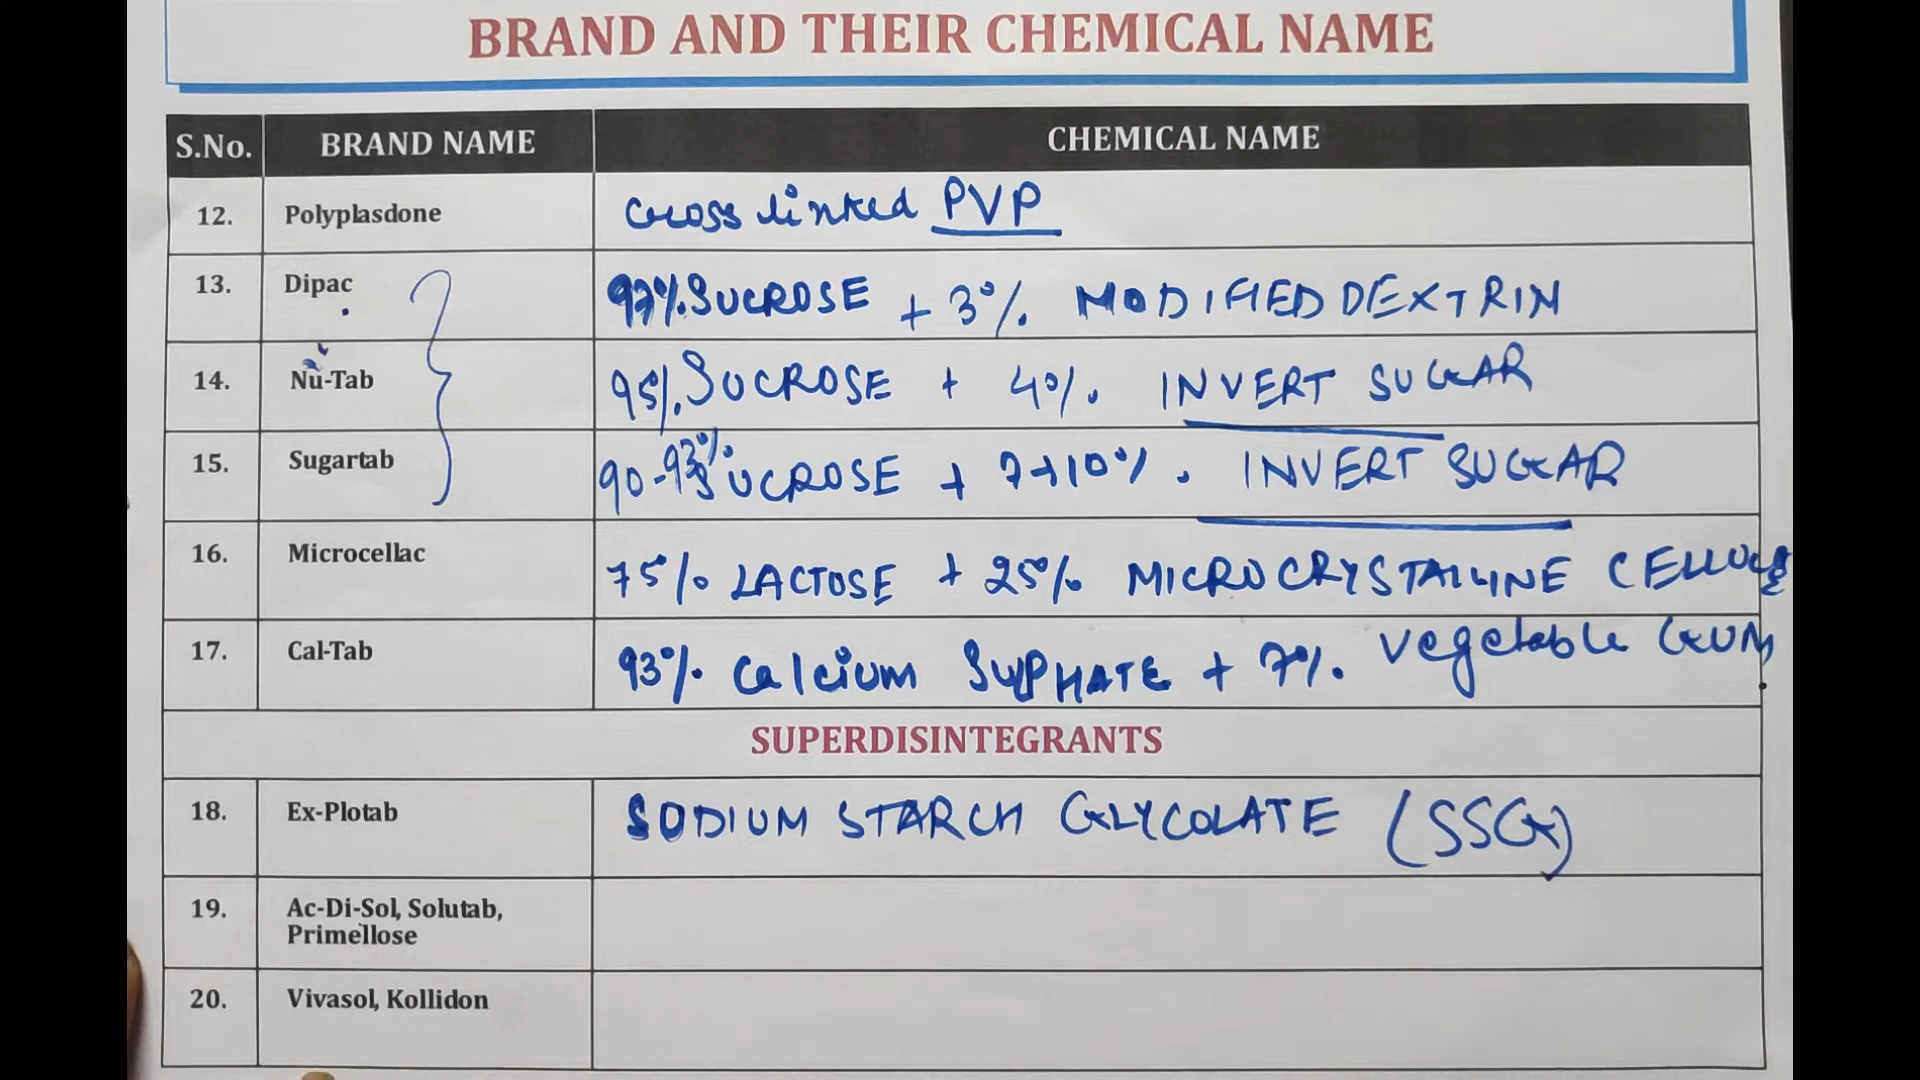 BRAND AND THEIR CHEMICAL NAME
S.No. BRAND NAME CHEMICAL NAME
12. Polyplasdone Cross linked PVP
13. Dipac 97% SUCROSE + 3% MODIFIED DEXTRIN
14. Nu-Tab 95% SUCROSE + 4% INVERT SUGAR
15. Sugartab 90-93% SUCROSE + 7→10% INVERT SUGAR
16. Microcellac 75% LACTOSE + 25% MICROCRYSTALLINE CELLULOSE
17. Cal-Tab 93% Calcium SULPHATE + 7% Vegetable GUM
SUPERDISINTEGRANTS
18. Ex-Plotab SODIUM STARCH GLYCOLATE (SSG)
19. Ac-Di-Sol, Solutab,
Primellose
20. Vivasol, Kollidon